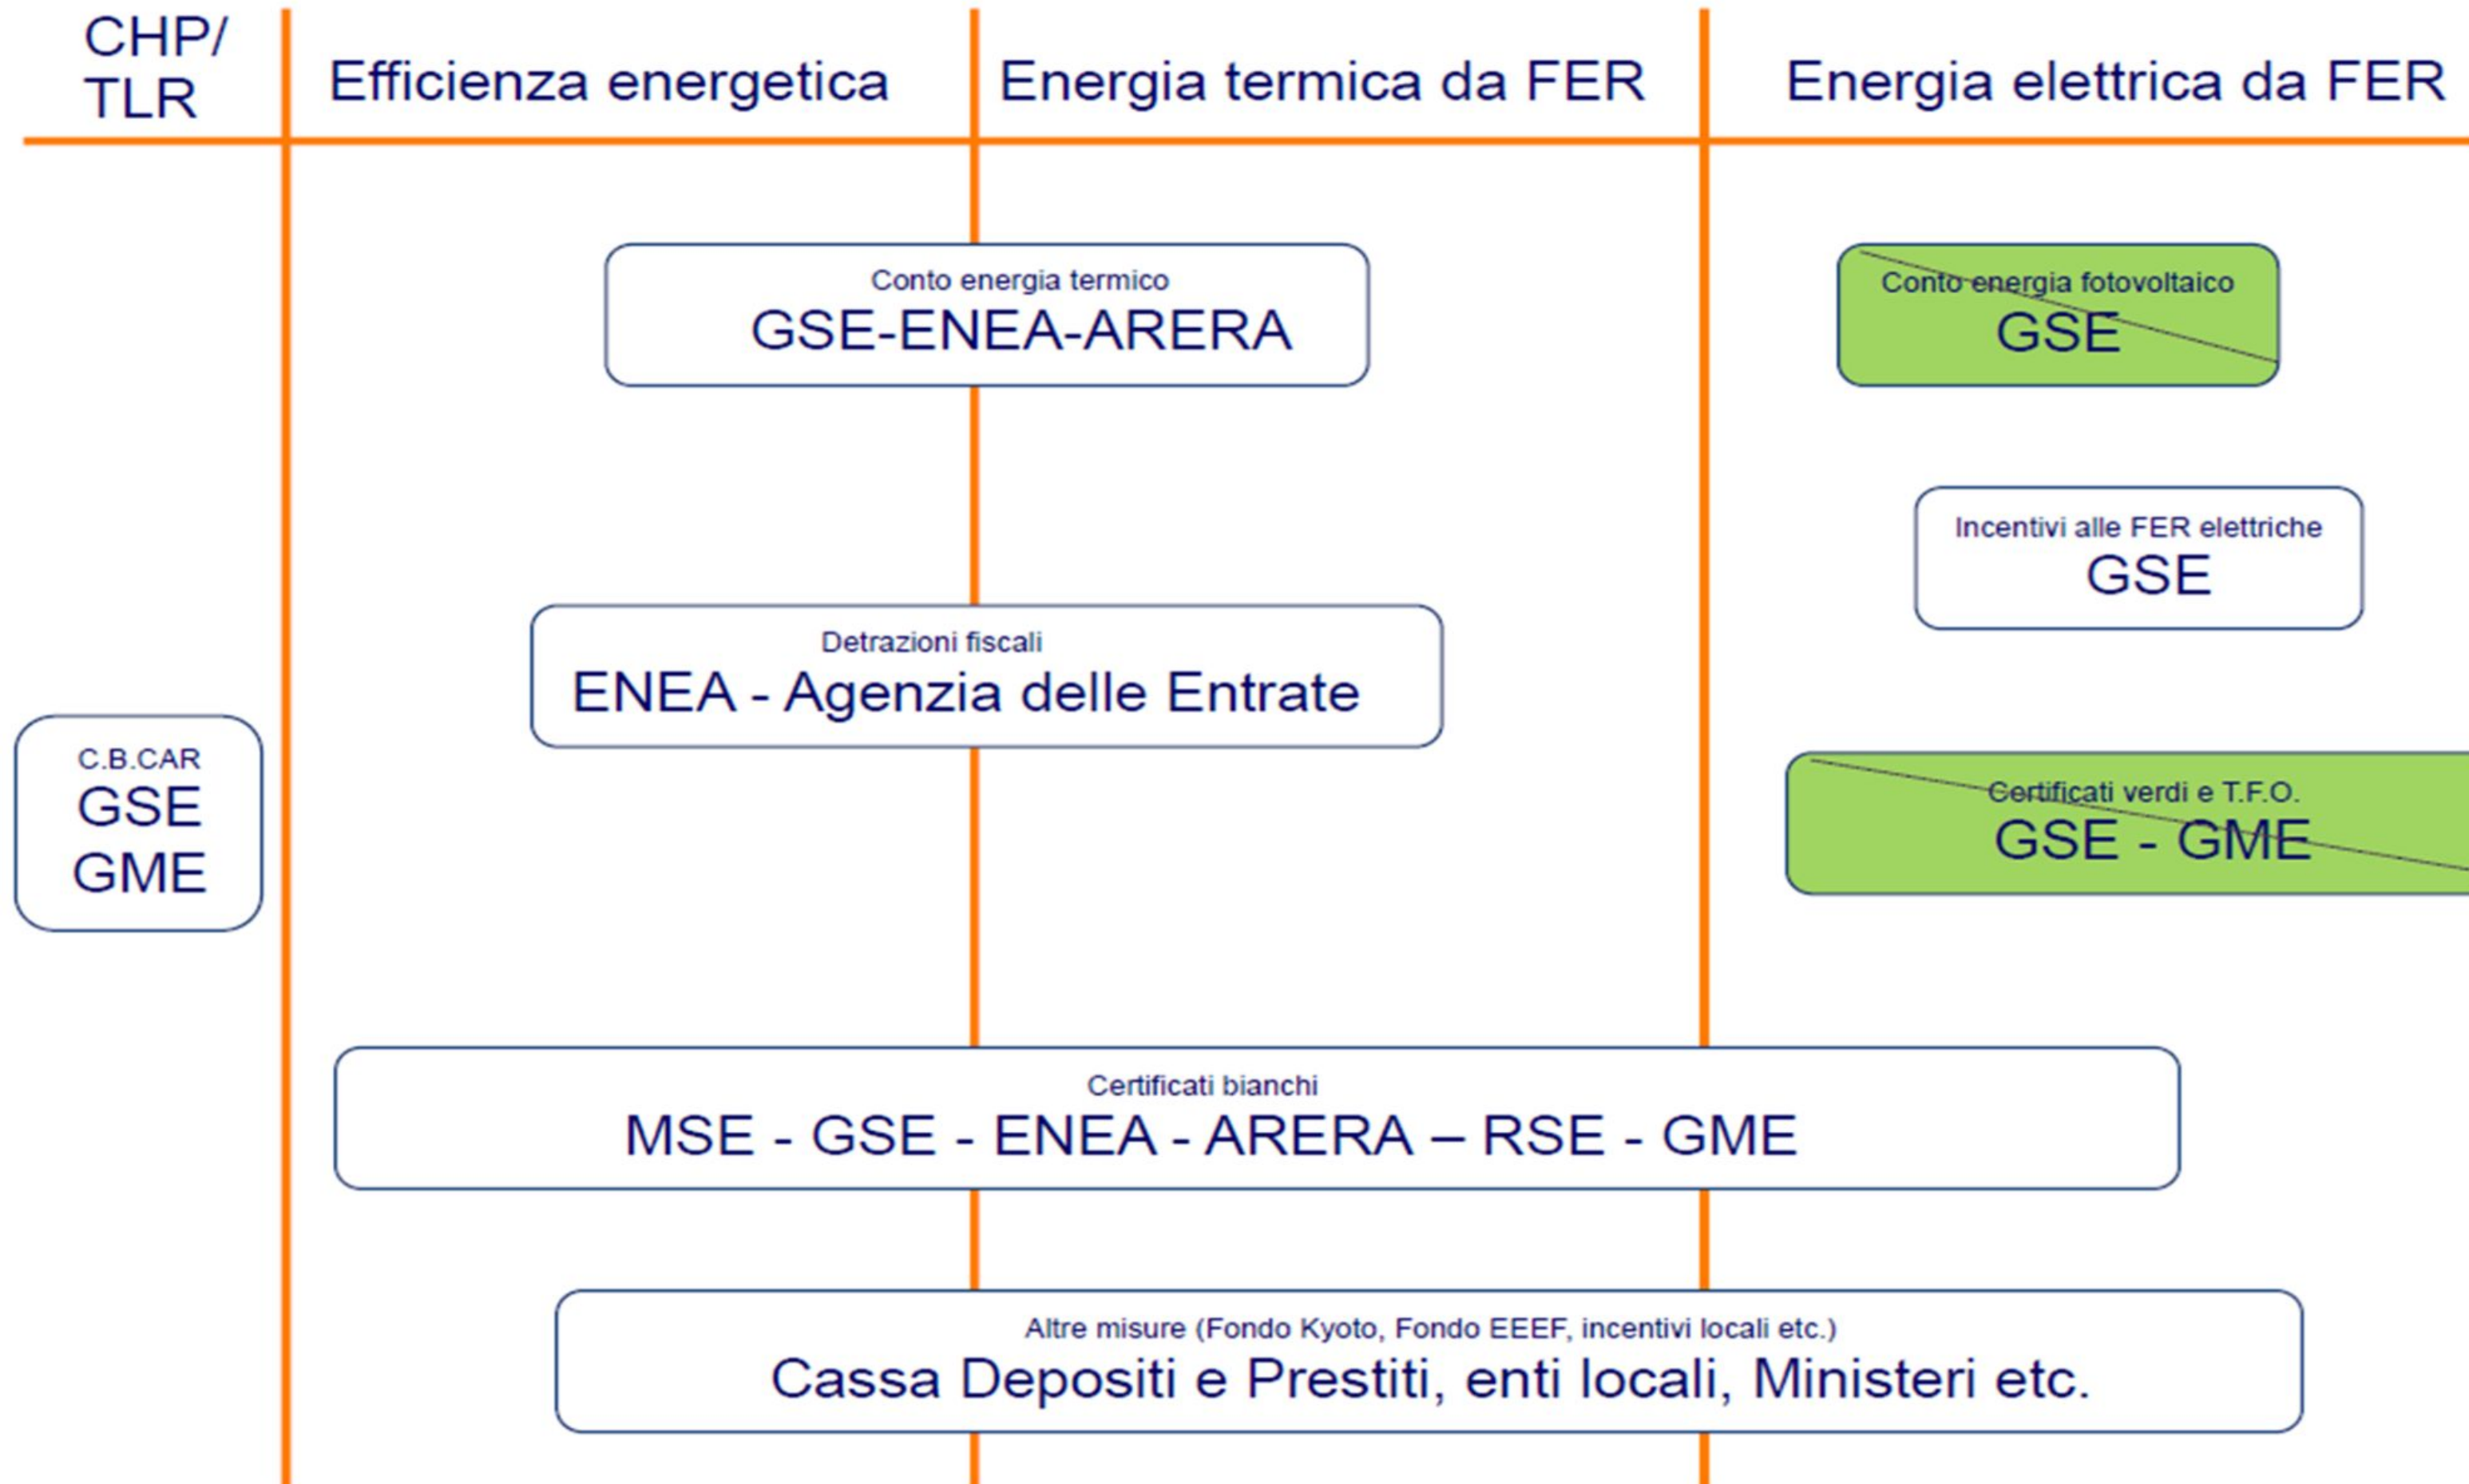 CHP/
TLR
Efficienza energetica
Energia termica da FER
Energia elettrica da FER
Conto energia termico
GSE-ENEA-ARERA
Conto energia fotovoltaico
GSE
Incentivi alle FER elettriche
GSE
Detrazioni fiscali
ENEA - Agenzia delle Entrate
C.B.CAR
GSE
GME
Certificati verdi e T.F.O.
GSE - GME
Certificati bianchi
MSE - GSE - ENEA - ARERA – RSE - GME
Altre misure (Fondo Kyoto, Fondo EEEF, incentivi locali etc.)
Cassa Depositi e Prestiti, enti locali, Ministeri etc.